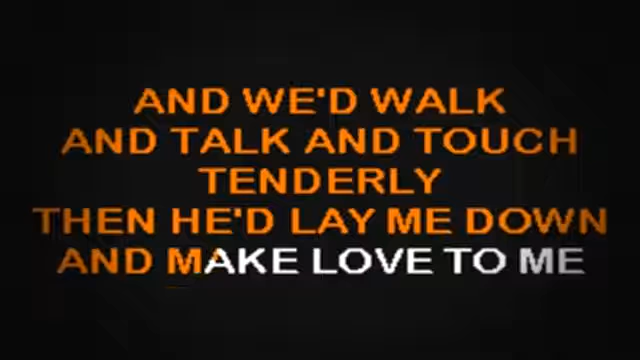 AND WE'D WALK
AND TALK AND TOUCH
TENDERLY
THEN HE'D LAY ME DOWN
AND MAKE LOVE TO ME